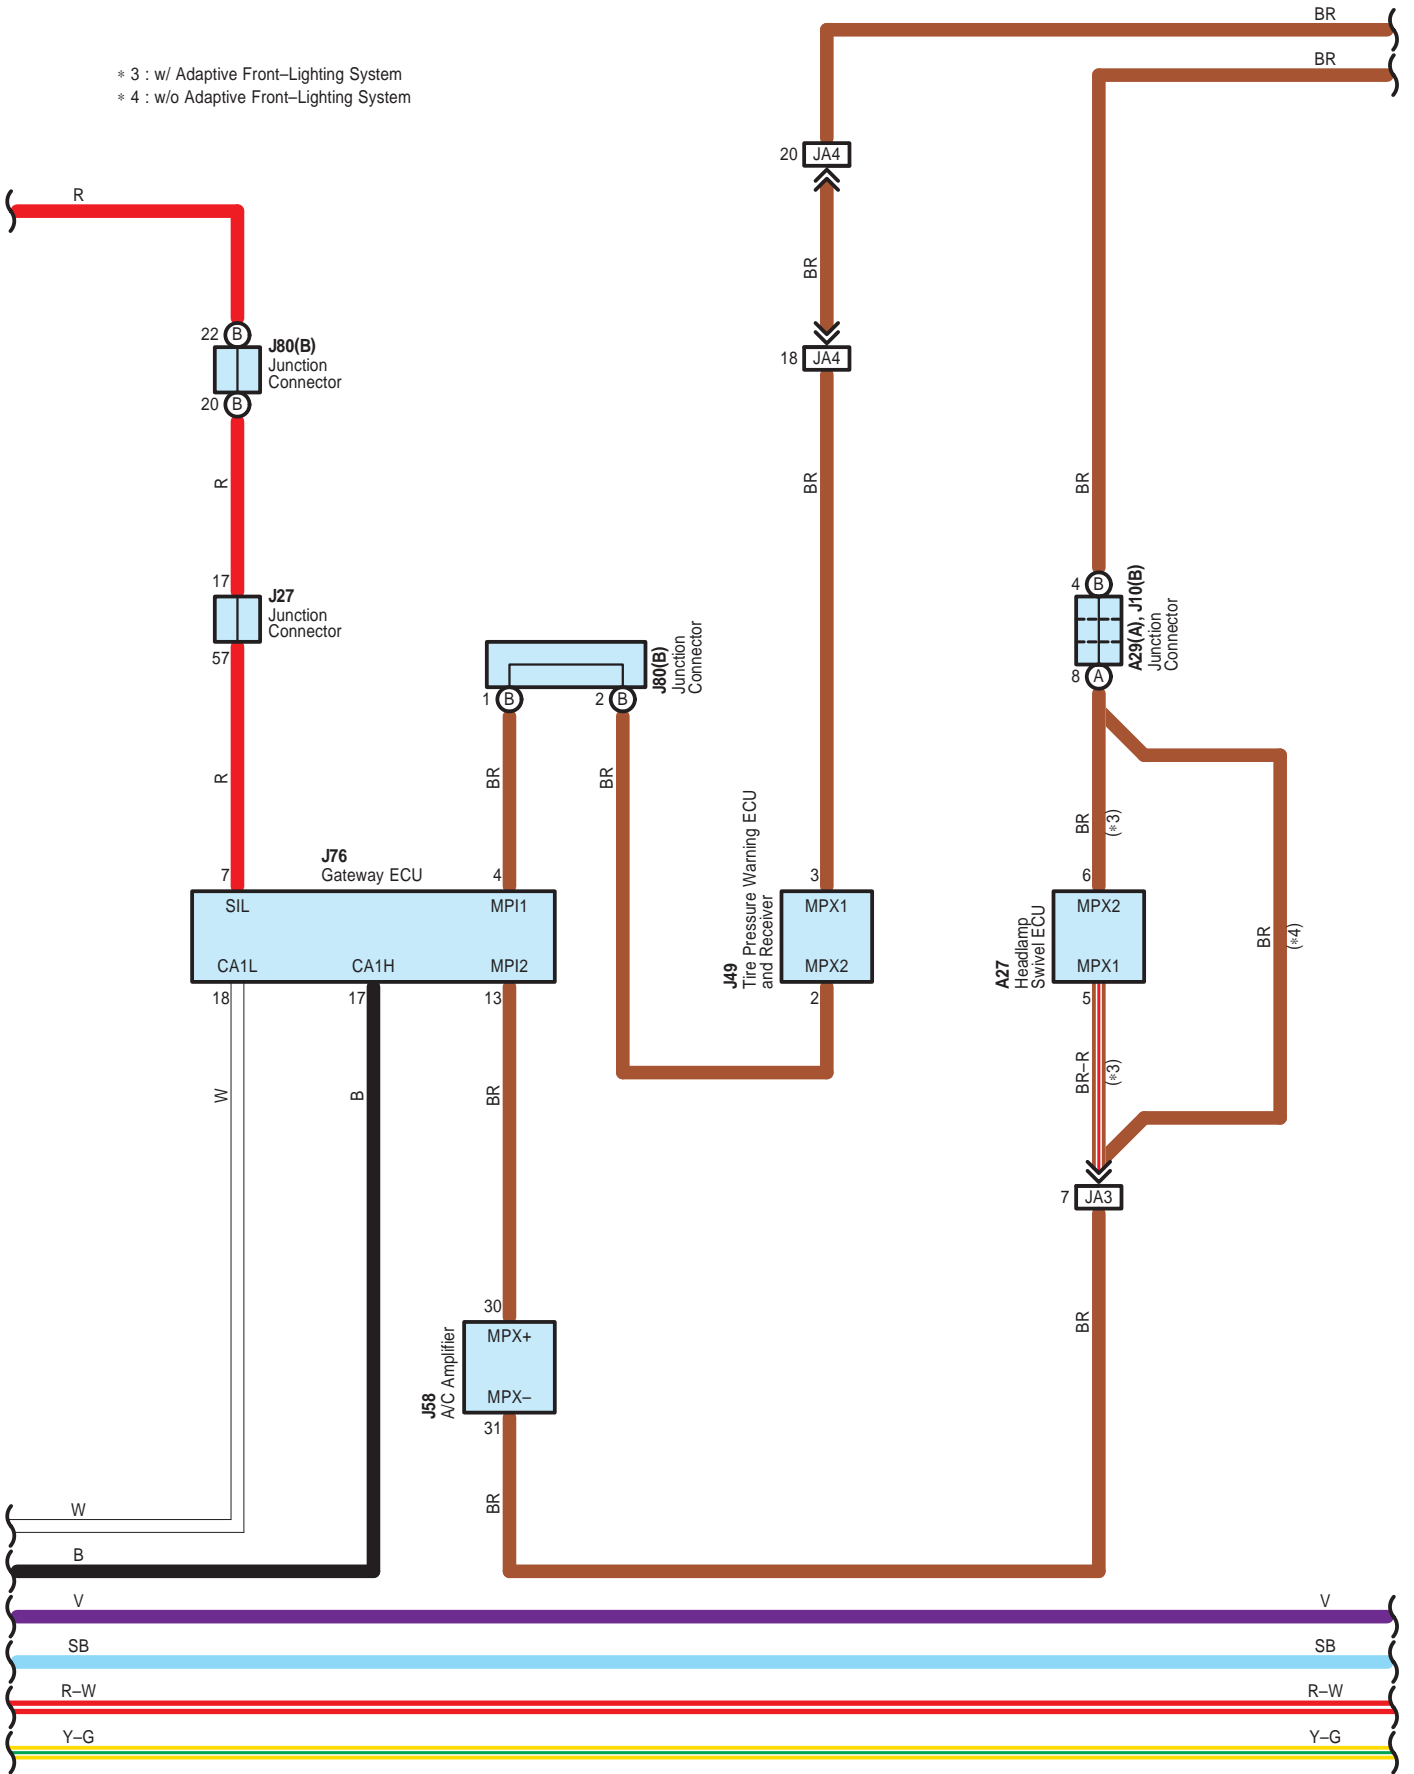 BR
BR
∗ 3 : w/ Adaptive Front–Lighting System
∗ 4 : w/o Adaptive Front–Lighting System
20 JA4
R
BR
22 B
J80(B)
Junction
Connector
20 B
18 JA4
R
BR
BR
17
J27
Junction
Connector
57
4 B
A29(A), J10(B)
Junction
Connector
8 A
J80(B)
Junction
Connector
1 B
2 B
R
BR
BR
BR
(∗3)
J76
Gateway ECU
7
4
SIL
MPI1
CA1L
CA1H
MPI2
18
17
13
J49
Tire Pressure Warning ECU
and Receiver
3
MPX1
MPX2
2
A27
Headlamp
Swivel ECU
6
MPX2
MPX1
5
BR
(∗4)
W
B
BR
BR–R
(∗3)
7 JA3
30
MPX+
MPX–
31
J58
A/C Amplifier
BR
BR
W
B
V
V
SB
SB
R–W
R–W
Y–G
Y–G